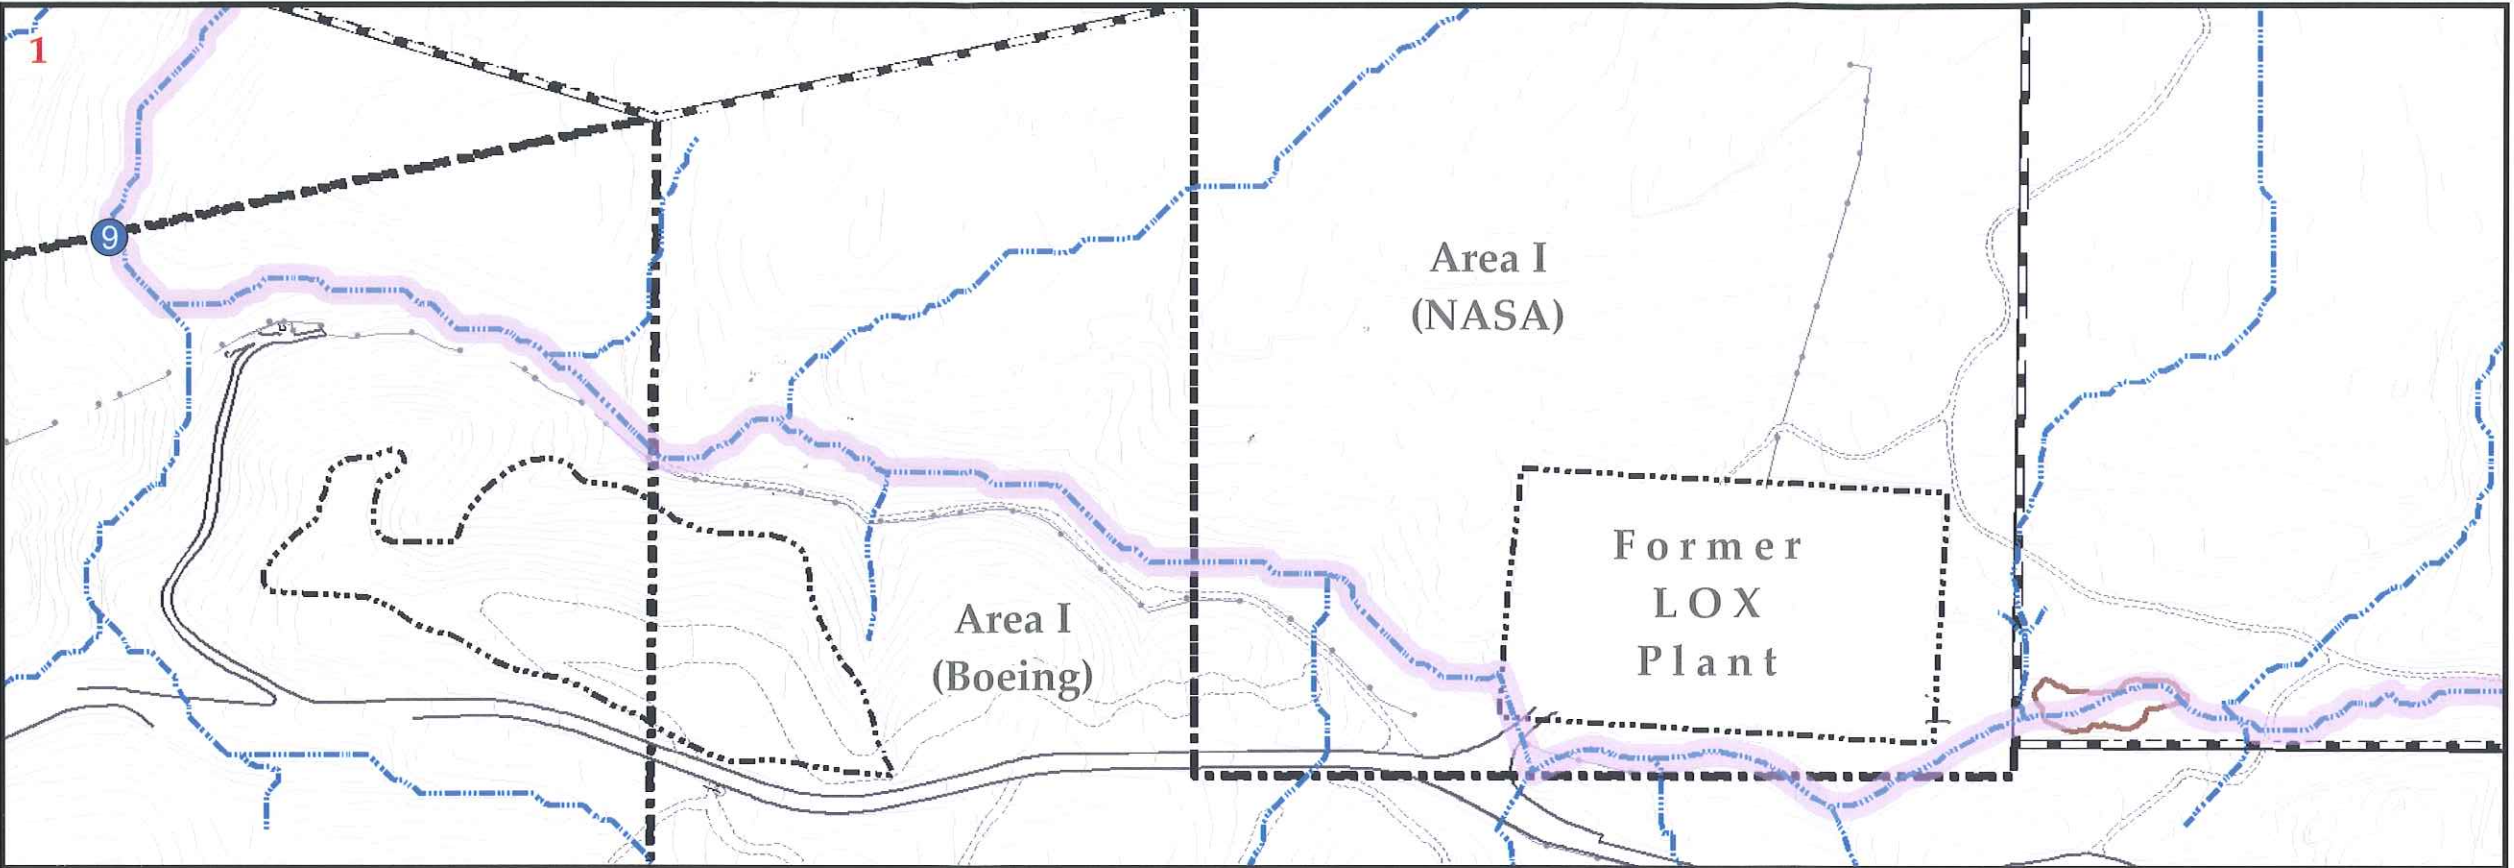 1
9
Area I
(NASA)
Former
LOX
Plant
Area I
(Boeing)